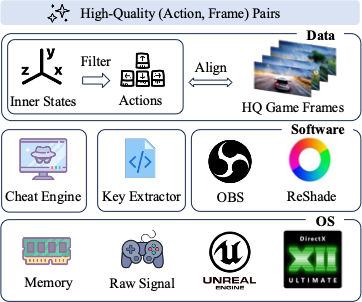 High-Quality (Action, Frame) Pairs
Data
z y x
Filter
Align
Inner States
Actions
HQ Game Frames
Software
Cheat Engine
Key Extractor
OBS
ReShade
OS
Memory
Raw Signal
UNREAL
ENGINE
DirectX
XII
ULTIMATE